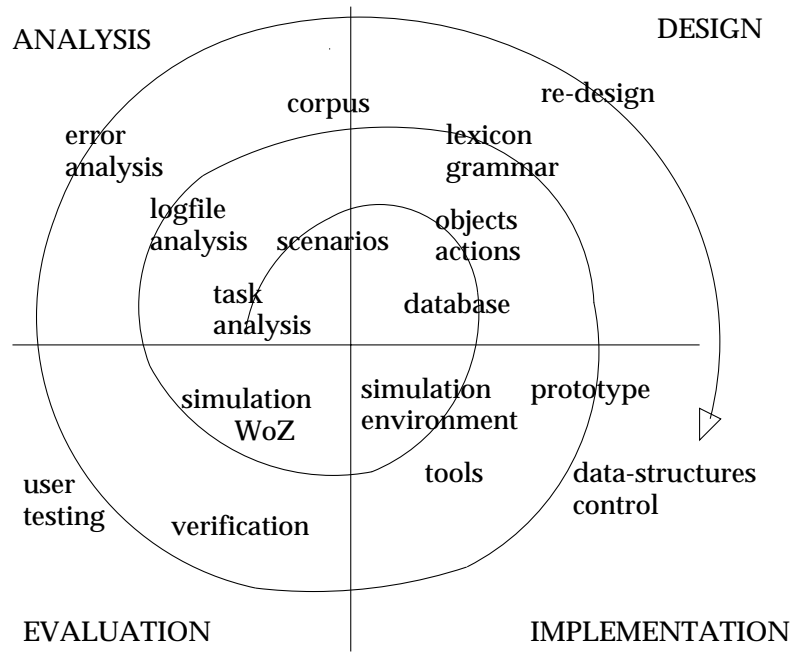 ANALYSIS
DESIGN
corpus
re-design
error
analysis
lexicon
grammar
logfile
analysis
scenarios
objects
actions
task
analysis
database
simulation
WoZ
simulation
environment
prototype
tools
data-structures
control
user
testing
verification
EVALUATION
IMPLEMENTATION